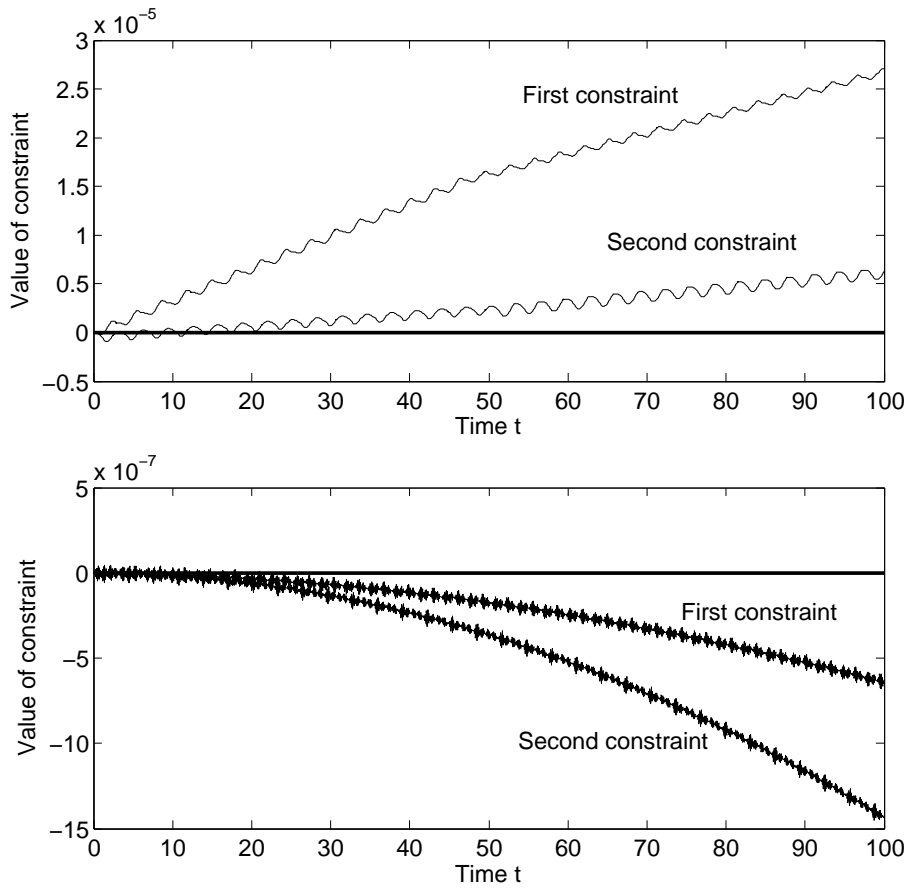 x 10−5
3
2.5
2
1.5
1
0.5
0
−0.5
Value of constraint
First constraint
Second constraint
0 10 20 30 40 50 60 70 80 90 100
Time t
x 10−7
5
0
−5
−10
−15
Value of constraint
First constraint
Second constraint
0 10 20 30 40 50 60 70 80 90 100
Time t